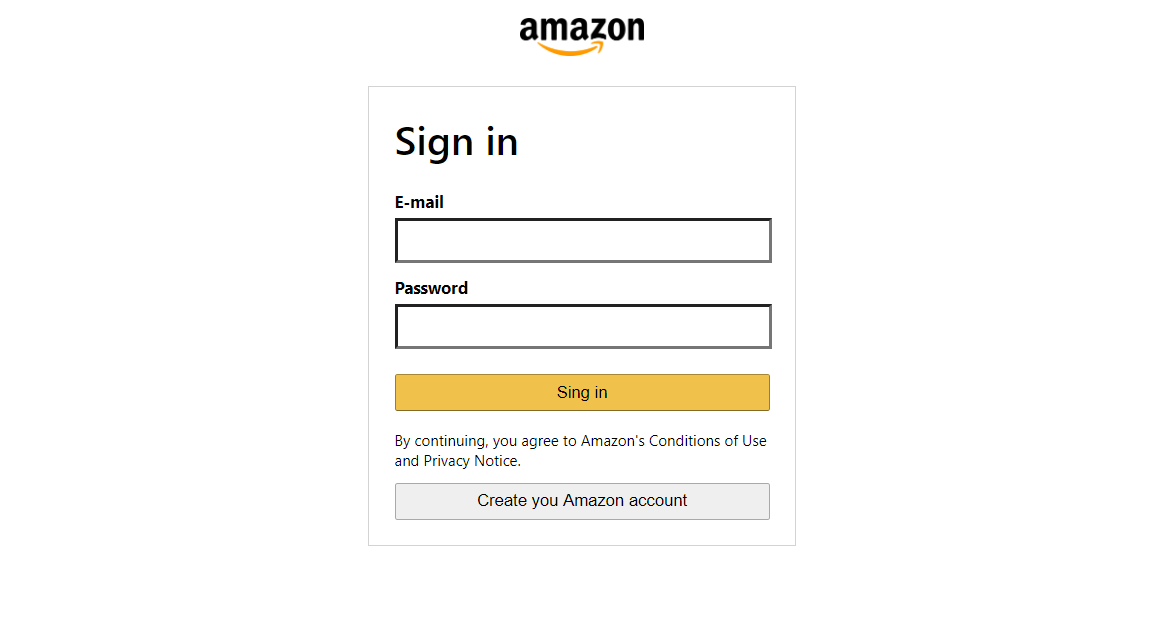 amazon
Sign in
E-mail
Password
Sing in
By continuing, you agree to Amazon's Conditions of Use
and Privacy Notice.
Create you Amazon account